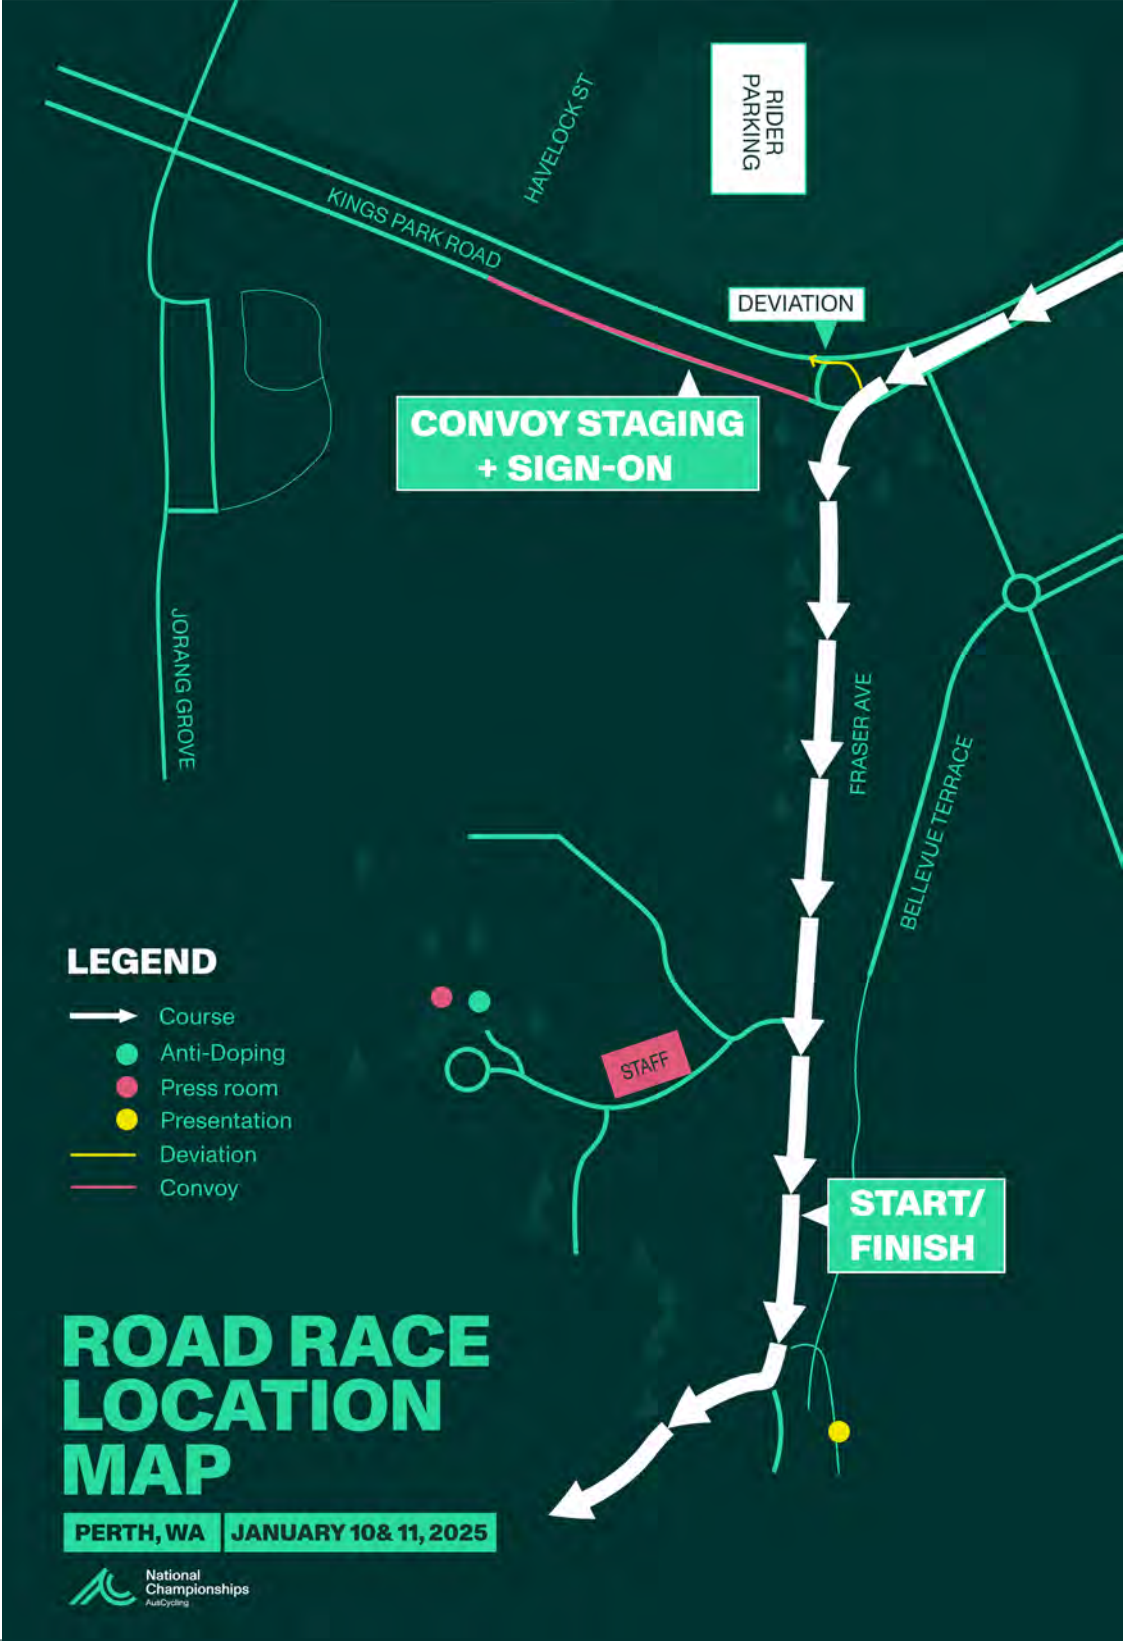 HAVELOCK ST
RIDER
PARKING
KINGS PARK ROAD
DEVIATION
CONVOY STAGING
+ SIGN-ON
JORANG GROVE
FRASER AVE
BELLEVUE TERRACE
LEGEND
Course
Anti-Doping
Press room
Presentation
Deviation
Convoy
STAFF
START/
FINISH
ROAD RACE
LOCATION
MAP
PERTH, WA
JANUARY 10& 11, 2025
National
Championships
AusCycling